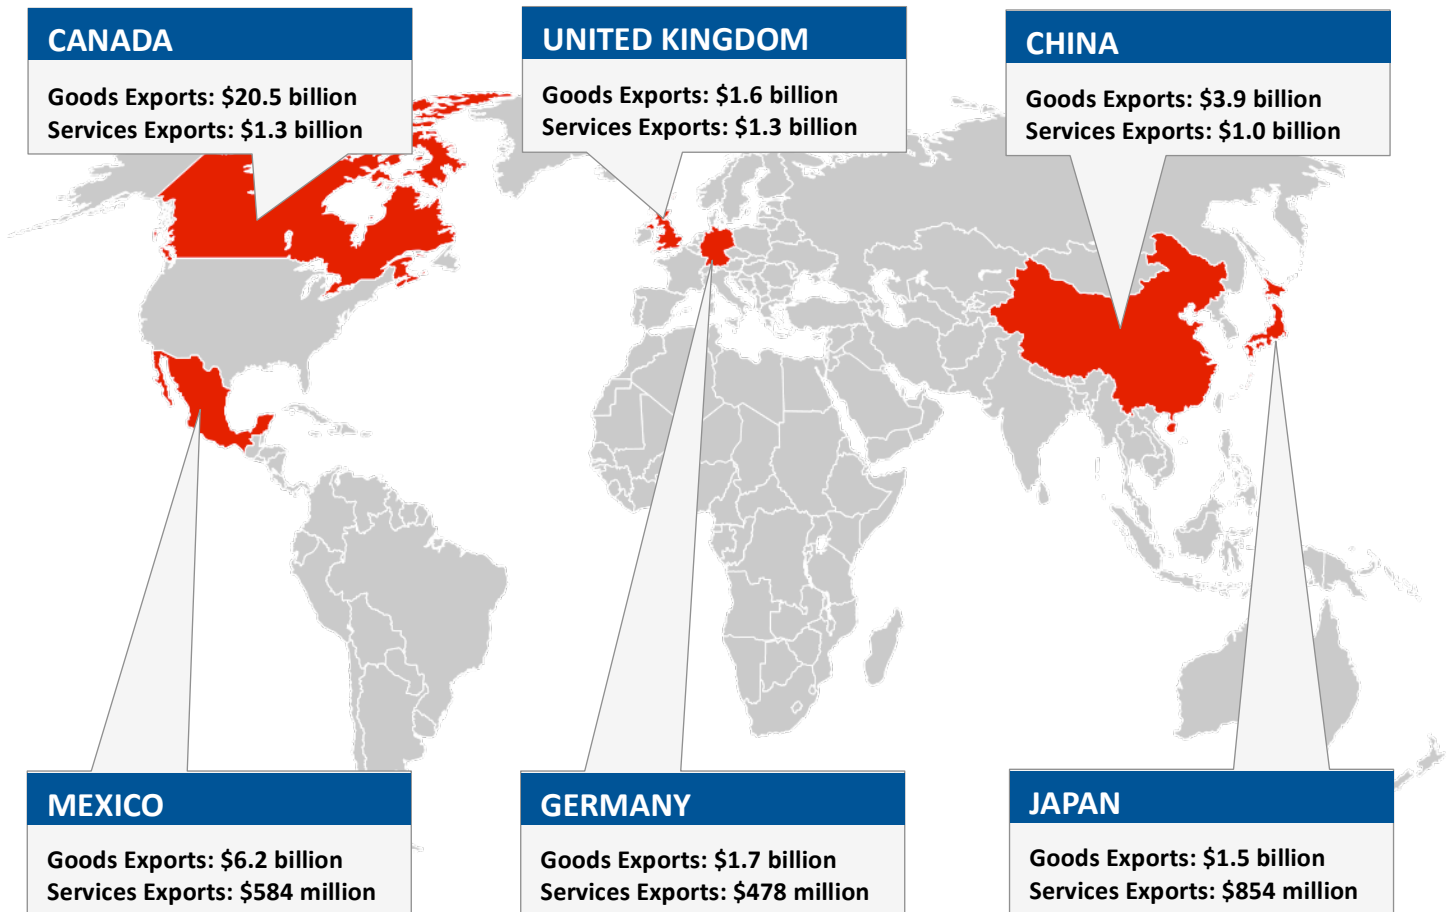 CANADA
Goods Exports: $20.5 billion
Services Exports: $1.3 billion
UNITED KINGDOM
Goods Exports: $1.6 billion
Services Exports: $1.3 billion
CHINA
Goods Exports: $3.9 billion
Services Exports: $1.0 billion
MEXICO
Goods Exports: $6.2 billion
Services Exports: $584 million
GERMANY
Goods Exports: $1.7 billion
Services Exports: $478 million
JAPAN
Goods Exports: $1.5 billion
Services Exports: $854 million